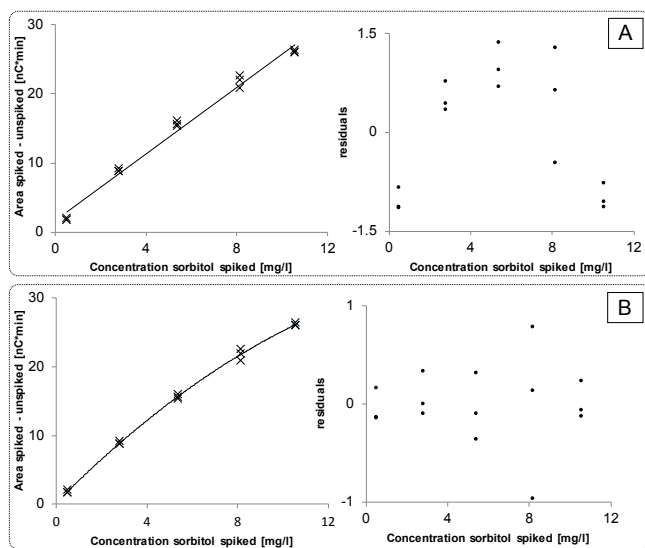 A
Area spiked - unspiked [nC*min]
30
20
10
0
0 4 8 12
Concentration sorbitol spiked [mg/l]
residuals
1.5
0
-1.5
0 4 8 12
Concentration sorbitol spiked [mg/l]
B
Area spiked - unspiked [nC*min]
30
20
10
0
0 4 8 12
Concentration sorbitol spiked [mg/l]
residuals
1
0
-1
0 4 8 12
Concentration sorbitol spiked [mg/l]